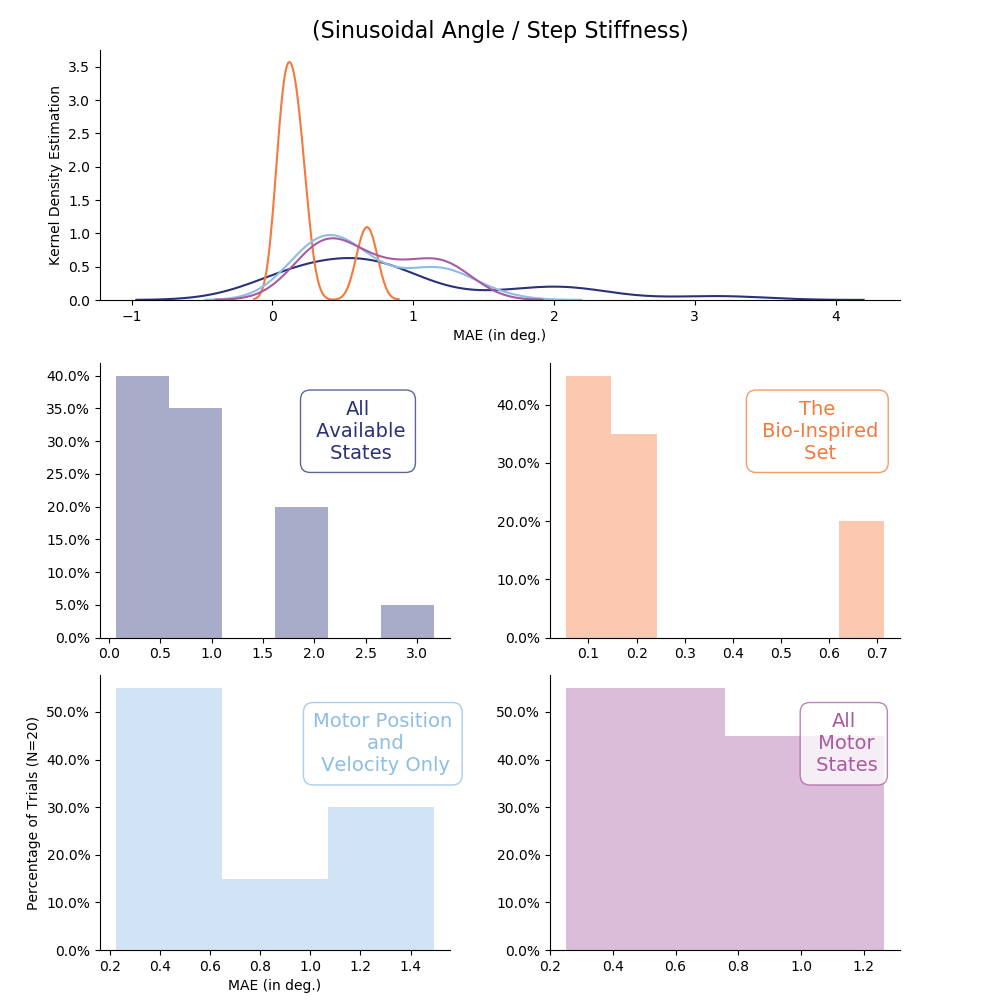 (Sinusoidal Angle / Step Stiffness)
Kernel Density Estimation
3.5
3.0
2.5
2.0
1.5
1.0
0.5
0.0
−1 0 1 2 3 4
MAE (in deg.)
40.0%
35.0%
30.0%
25.0%
20.0%
15.0%
10.0%
5.0%
0.0%
All
Available
States
0.0 0.5 1.0 1.5 2.0 2.5 3.0
40.0%
30.0%
20.0%
10.0%
0.0%
The
Bio-Inspired
Set
0.1 0.2 0.3 0.4 0.5 0.6 0.7
Percentage of Trials (N=20)
50.0%
40.0%
30.0%
20.0%
10.0%
0.0%
Motor Position
and
Velocity Only
0.2 0.4 0.6 0.8 1.0 1.2 1.4
MAE (in deg.)
50.0%
40.0%
30.0%
20.0%
10.0%
0.0%
All
Motor
States
0.2 0.4 0.6 0.8 1.0 1.2